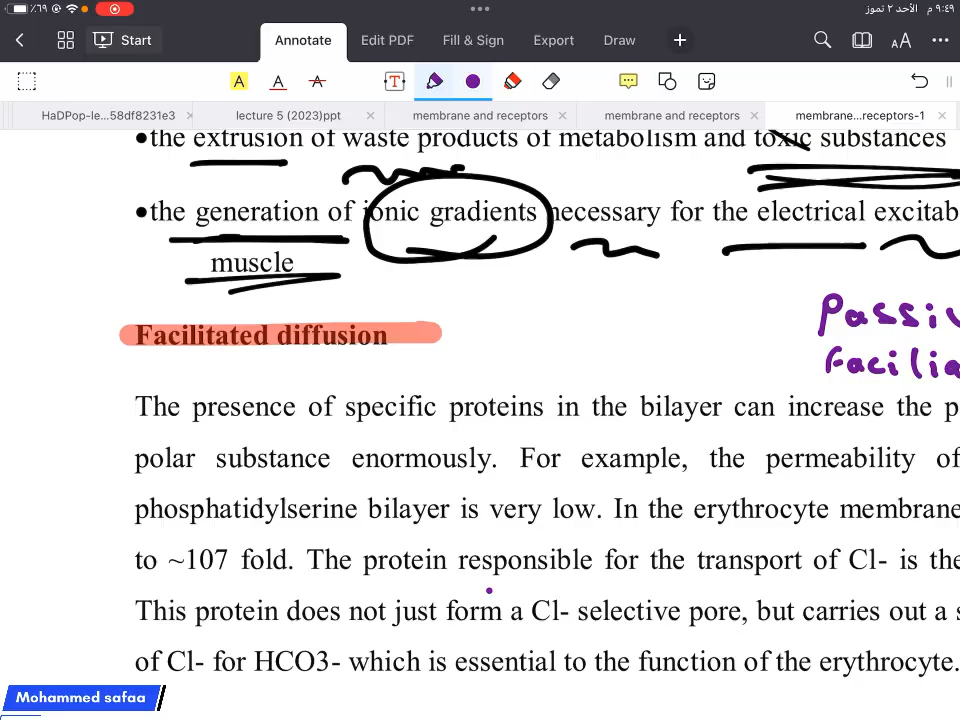 ٪٦٩ ٩:٤٩ م الأحد ٢ تموز
Start Annotate Edit PDF Fill & Sign Export Draw
A A A T AA
HaDPop-le...58df8231e3 lecture 5 (2023)ppt membrane and receptors membrane and receptors membrane...receptors-1
•the extrusion of waste products of metabolism and toxic substances
•the generation of ionic gradients necessary for the electrical excitab
muscle
Passiv
Facilitated diffusion
Facilia
The presence of specific proteins in the bilayer can increase the p
polar substance enormously. For example, the permeability of
phosphatidylserine bilayer is very low. In the erythrocyte membrane
to ~107 fold. The protein responsible for the transport of Cl- is the
This protein does not just form a Cl- selective pore, but carries out a s
of Cl- for HCO3- which is essential to the function of the erythrocyte.
Mohammed safaa